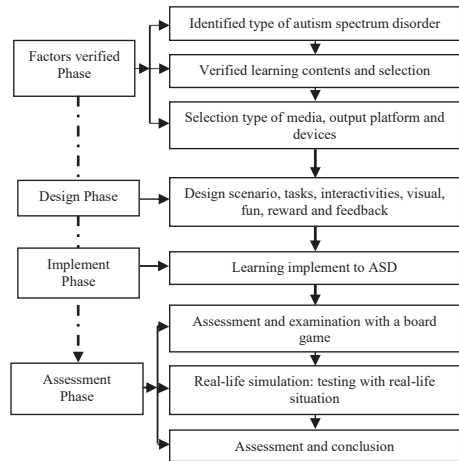 Identified type of autism spectrum disorder
Factors verified
Phase
Verified learning contents and selection
Selection type of media, output platform and
devices
Design Phase
Design scenario, tasks, interactivities, visual,
fun, reward and feedback
Implement
Phase
Learning implement to ASD
Assessment and examination with a board
game
Assessment
Phase
Real-life simulation: testing with real-life
situation
Assessment and conclusion